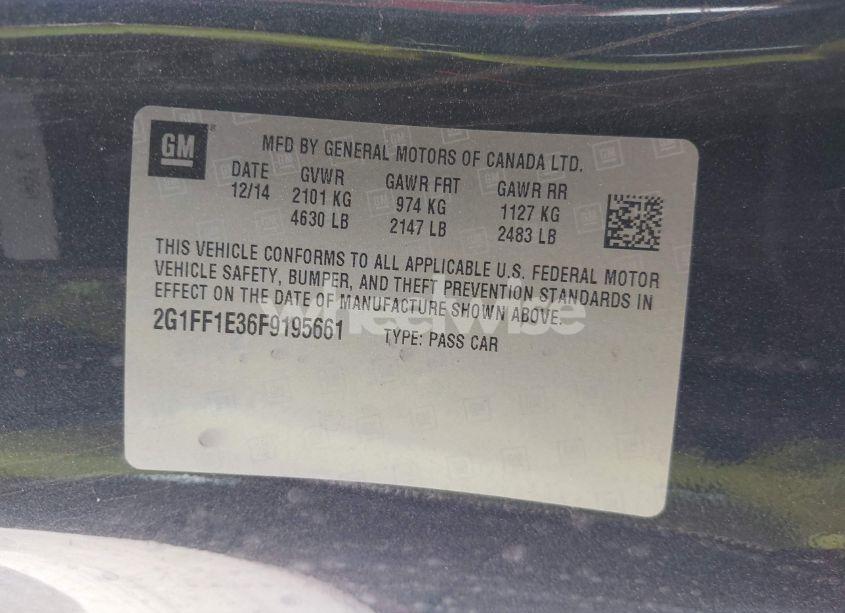 GM
MFD BY GENERAL MOTORS OF CANADA LTD.
DATE GVWR GAWR FRT GAWR RR
12/14 2101 KG 974 KG 1127 KG
4630 LB 2147 LB 2483 LB
THIS VEHICLE CONFORMS TO ALL APPLICABLE U.S. FEDERAL MOTOR
VEHICLE SAFETY, BUMPER, AND THEFT PREVENTION STANDARDS IN
EFFECT ON THE DATE OF MANUFACTURE SHOWN ABOVE.
2G1FF1E36F9195661 TYPE: PASS CAR
wheelwise